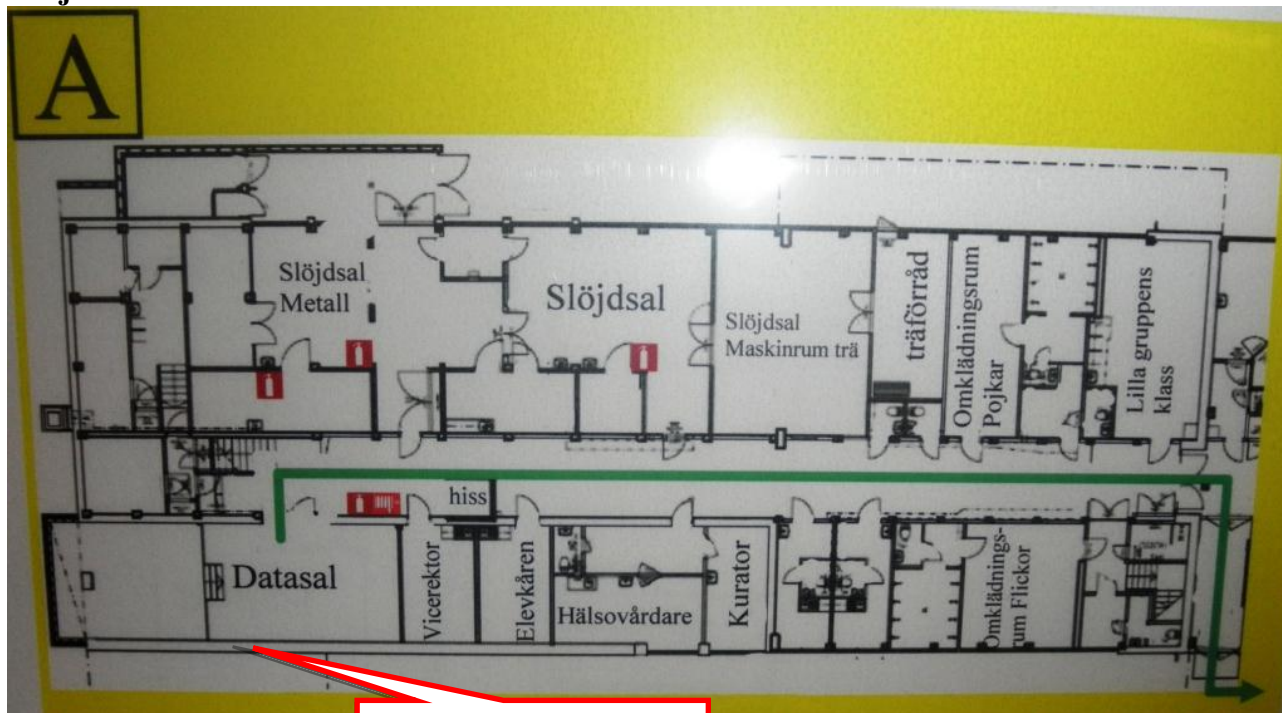 A
Slöjdsal
Metall
Slöjdsal
Slöjdsal
Maskinrum trä
träförråd
Omklädningsrum
Pojkar
Lilla gruppens
klass
hiss
Datasal
Vicerektor
Elevkåren
Hälsovårdare
Kurator
Omklädnings-
rum Flickor